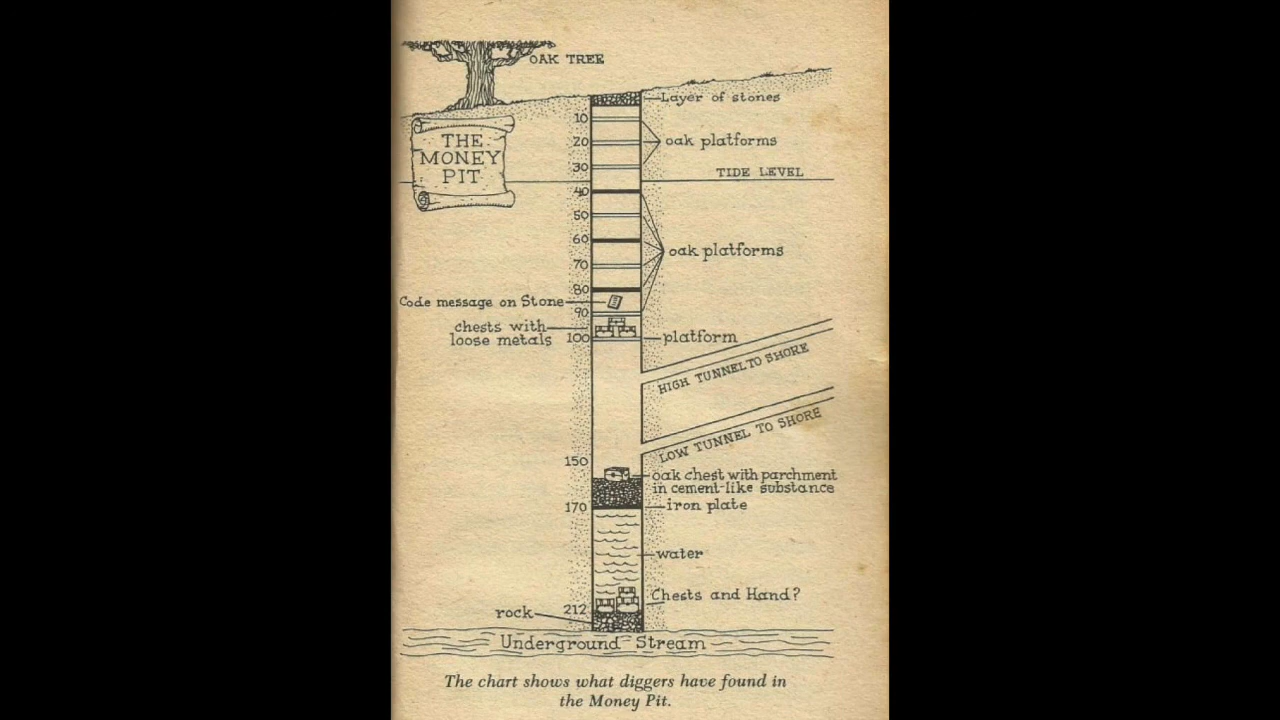 OAK TREE
Layer of stones
10
THE
MONEY
PIT
20
oak platforms
30
TIDE LEVEL
40
50
60
oak platforms
70
80
Code message on Stone
90
chests with
loose metals
100
platform
HIGH TUNNEL TO SHORE
LOW TUNNEL TO SHORE
150
oak chest with parchment
in cement-like substance
170
iron plate
water
Chests and Hand?
212
rock
Underground Stream
The chart shows what diggers have found in
the Money Pit.